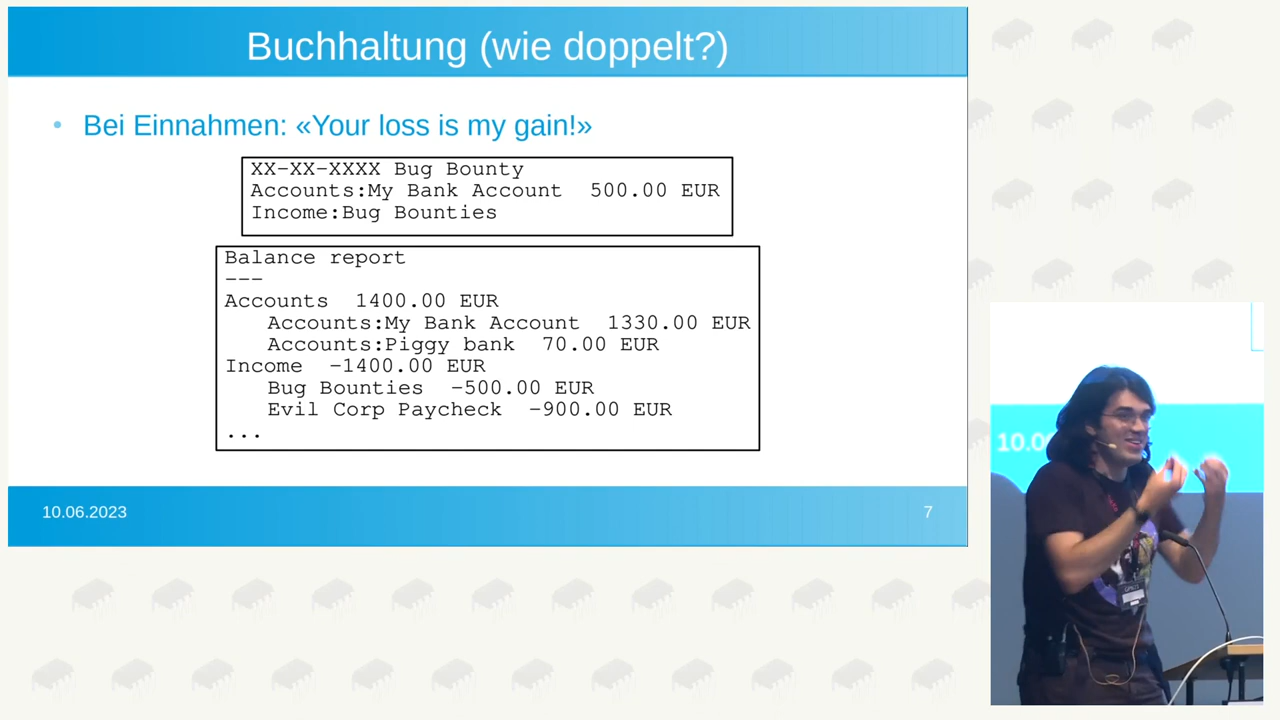 Buchhaltung (wie doppelt?)
• Bei Einnahmen: «Your loss is my gain!»
XX-XX-XXXX Bug Bounty
Accounts:My Bank Account  500.00 EUR
Income:Bug Bounties
Balance report
---
Accounts  1400.00 EUR
Accounts:My Bank Account  1330.00 EUR
Accounts:Piggy bank  70.00 EUR
Income  -1400.00 EUR
Bug Bounties  -500.00 EUR
Evil Corp Paycheck  -900.00 EUR
...
10.06.2023
7